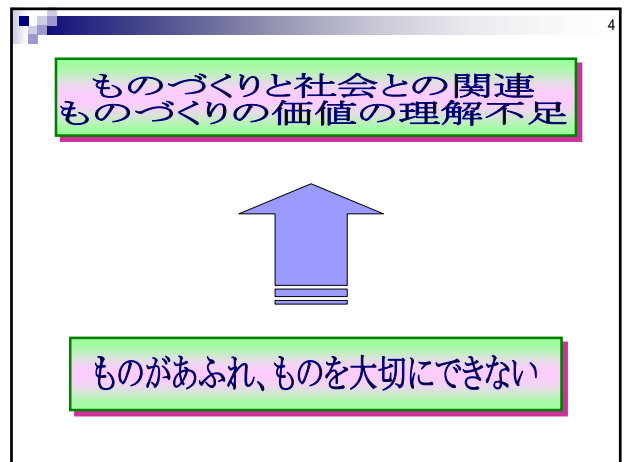 4
ものづくりと社会との関連
ものづくりの価値の理解不足
ものがあふれ、ものを大切にできない